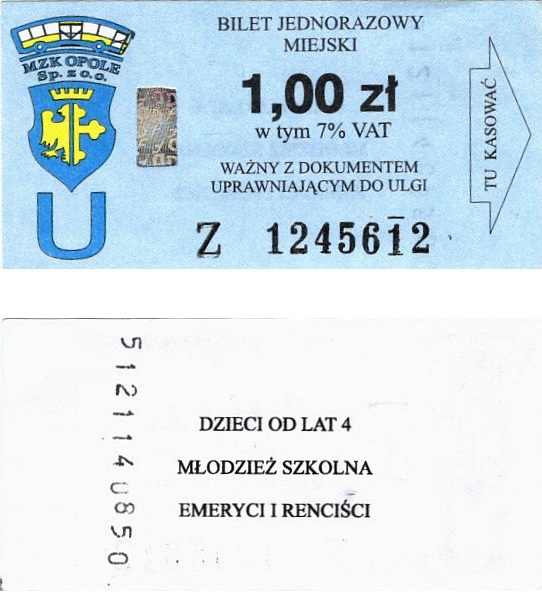 MZK OPOLE
Sp. z o.o.
U
BILET JEDNORAZOWY
MIEJSKI
1,00 zł
w tym 7% VAT
WAŻNY Z DOKUMENTEM
UPRAWNIAJĄCYM DO ULGI
Z 1245612
TU KASOWAĆ
5121140850
DZIECI OD LAT 4
MŁODZIEŻ SZKOLNA
EMERYCI I RENCIŚCI